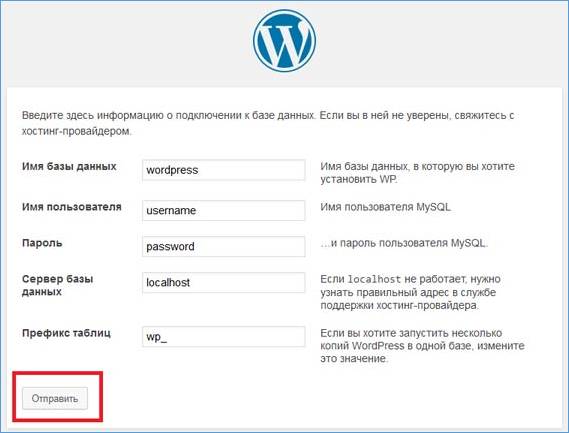 Введите здесь информацию о подключении к базе данных. Если вы в ней не уверены, свяжитесь с
хостинг-провайдером.
Имя базы данных
wordpress
Имя базы данных, в которую вы хотите
установить WP.
Имя пользователя
username
Имя пользователя MySQL
Пароль
password
…и пароль пользователя MySQL.
Сервер базы
данных
localhost
Если localhost не работает, нужно
узнать правильный адрес в службе
поддержки хостинг-провайдера.
Префикс таблиц
wp_
Если вы хотите запустить несколько
копий WordPress в одной базе, измените
это значение.
Отправить